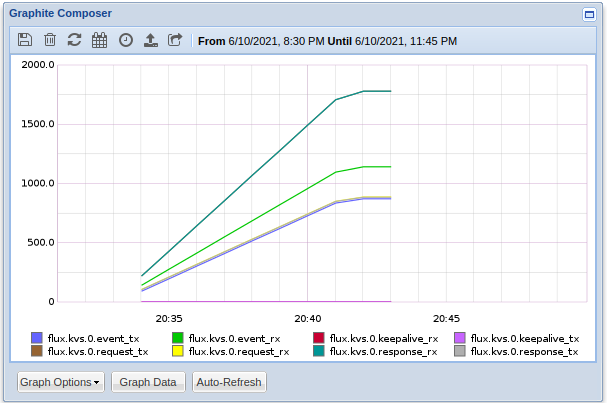 Graphite Composer
From 6/10/2021, 8:30 PM Until 6/10/2021, 11:45 PM
2000.0
1500.0
1000.0
500.0
0
20:35 20:40 20:45
flux.kvs.0.event_tx flux.kvs.0.event_rx flux.kvs.0.keepalive_rx flux.kvs.0.keepalive_tx
flux.kvs.0.request_tx flux.kvs.0.request_rx flux.kvs.0.response_rx flux.kvs.0.response_tx
Graph Options Graph Data Auto-Refresh